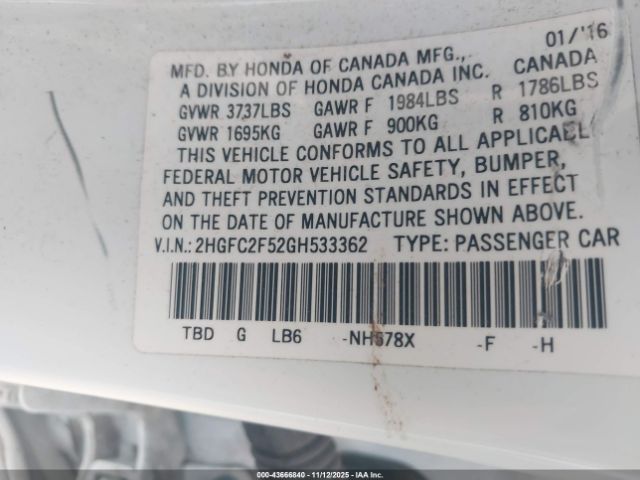 01/'16
MFD. BY HONDA OF CANADA MFG.,
A DIVISION OF HONDA CANADA INC. CANADA
GVWR 3737LBS GAWR F 1984LBS R 1786LBS
GVWR 1695KG GAWR F 900KG R 810KG
THIS VEHICLE CONFORMS TO ALL APPLICABLE
FEDERAL MOTOR VEHICLE SAFETY, BUMPER,
AND THEFT PREVENTION STANDARDS IN EFFECT
ON THE DATE OF MANUFACTURE SHOWN ABOVE.
V.I.N.: 2HGFC2F52GH533362 TYPE: PASSENGER CAR
TBD G LB6 -NH578X -F -H
00-43666840 - 11/12/2025 - IAAI.com